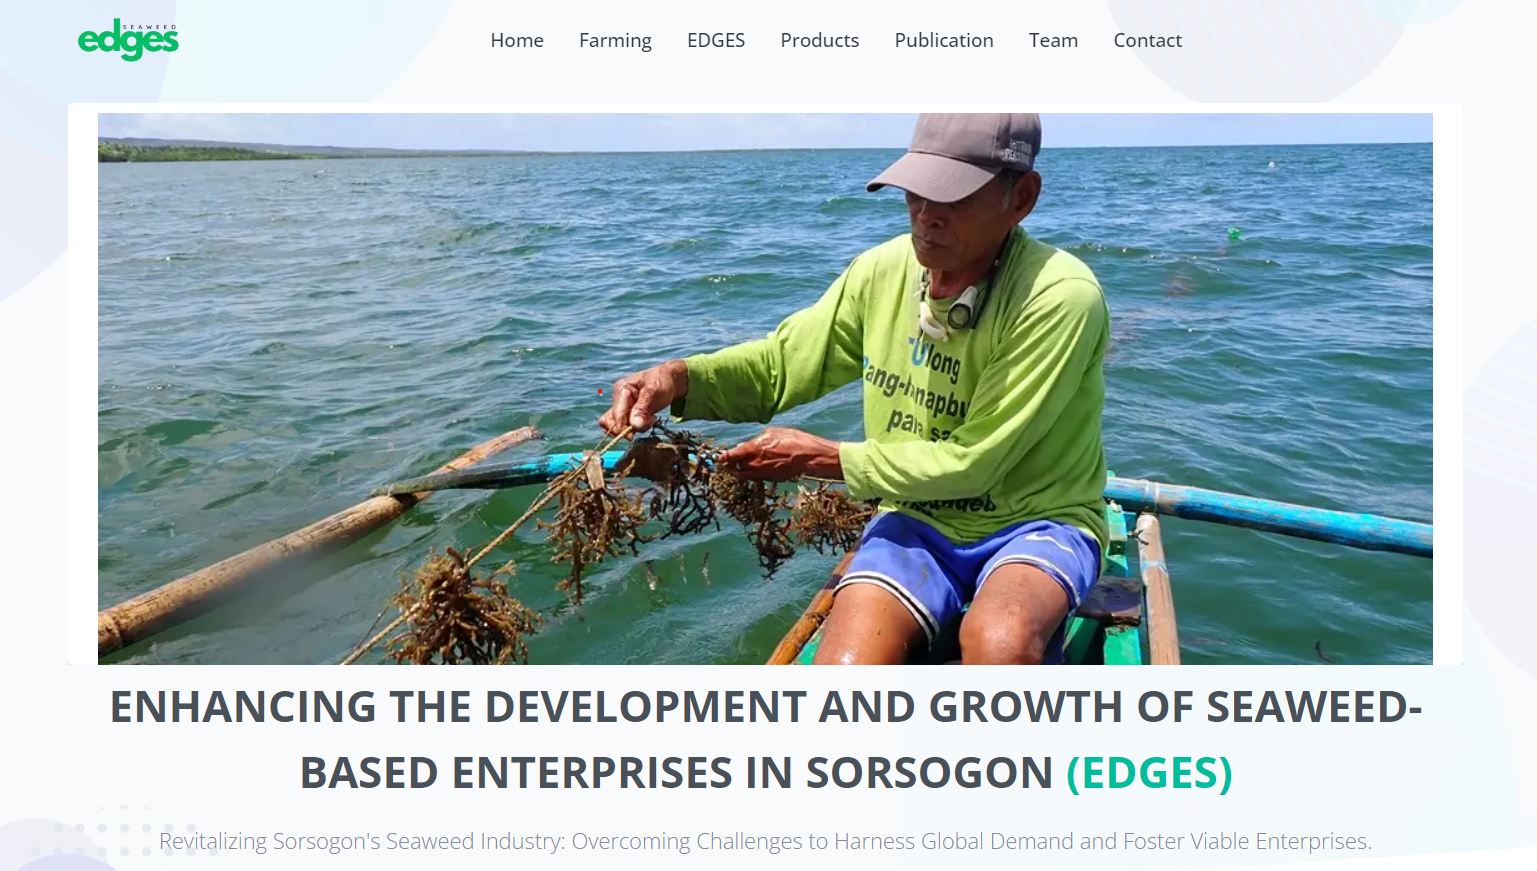 SEAWEED
edges
Home Farming EDGES Products Publication Team Contact
TUlong
Pang-hanapbu
para sa
ENHANCING THE DEVELOPMENT AND GROWTH OF SEAWEED-
BASED ENTERPRISES IN SORSOGON (EDGES)
Revitalizing Sorsogon's Seaweed Industry: Overcoming Challenges to Harness Global Demand and Foster Viable Enterprises.